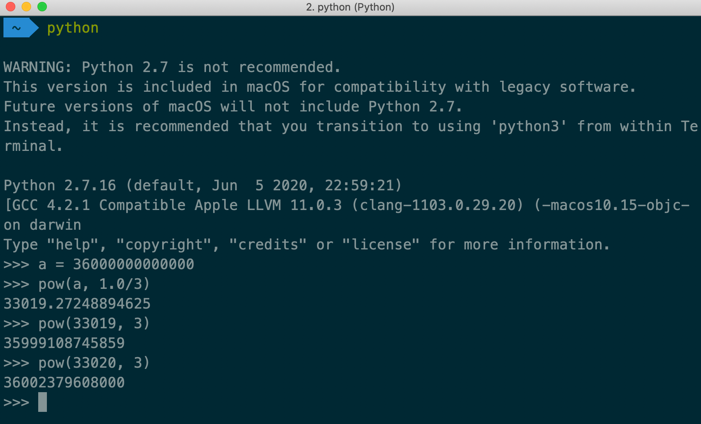 2. python (Python)
~ python
WARNING: Python 2.7 is not recommended.
This version is included in macOS for compatibility with legacy software.
Future versions of macOS will not include Python 2.7.
Instead, it is recommended that you transition to using 'python3' from within Te
rminal.
Python 2.7.16 (default, Jun  5 2020, 22:59:21)
[GCC 4.2.1 Compatible Apple LLVM 11.0.3 (clang-1103.0.29.20) (-macos10.15-objc-
on darwin
Type "help", "copyright", "credits" or "license" for more information.
>>> a = 36000000000000
>>> pow(a, 1.0/3)
33019.27248894625
>>> pow(33019, 3)
35999108745859
>>> pow(33020, 3)
36002379608000
>>>